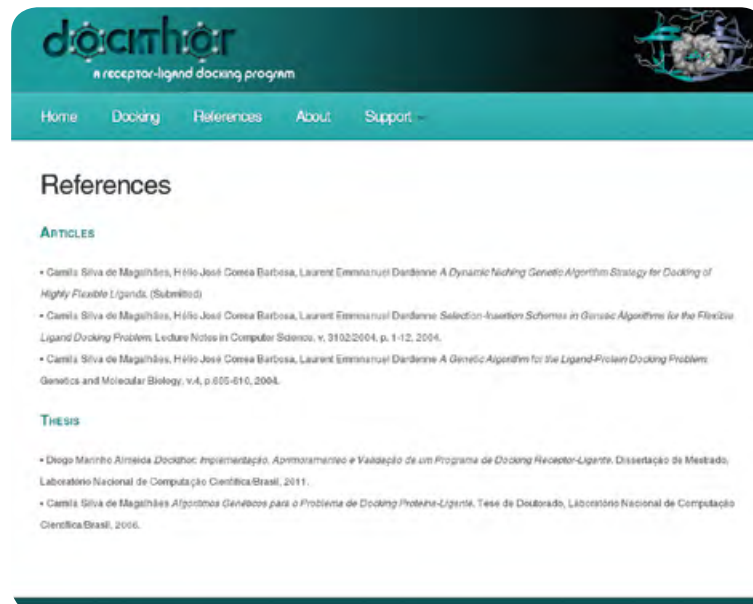 dockthor
a receptor-ligand docking program
Home Docking References About Support
References
ARTICLES
• Camila Silva de Magalhães, Hélio José Correa Barbosa, Laurent Emmanuel Dardenne A Dynamic Niching Genetic Algorithm Strategy for Docking of
Highly Flexible Ligands. (Submitted)
• Camila Silva de Magalhães, Hélio José Correa Barbosa, Laurent Emmanuel Dardenne Selection-Insertion Schemes in Genetic Algorithms for the Flexible
Ligand Docking Problem. Lecture Notes in Computer Science, v. 3102/2004, p. 1-12, 2004.
• Camila Silva de Magalhães, Hélio José Correa Barbosa, Laurent Emmanuel Dardenne A Genetic Algorithm for the Ligand-Protein Docking Problem.
Genetics and Molecular Biology, v.4, p.605-610, 2004.
THESIS
• Diogo Marinho Almeida Dockthor: Implementação, Aprimoramenteo e Validação de um Programa de Docking Receptor-Ligante. Dissertação de Mestrado,
Laboratório Nacional de Computação Científica/Brasil, 2011.
• Camila Silva de Magalhães Algoritmos Genéticos para o Problema de Docking Proteína-Ligante. Tese de Doutorado, Laboratório Nacional de Computação
Científica/Brasil, 2006.